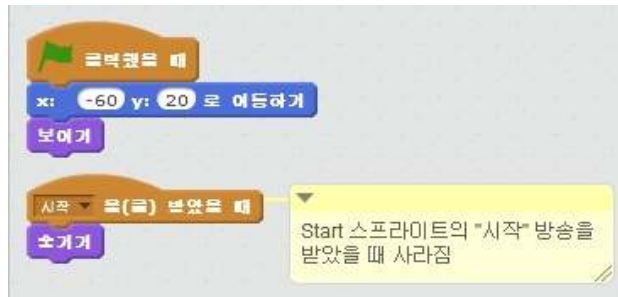 클릭했을 때
x: -60 y: 20 로 이동하기
보이기
시작 을(를) 받았을 때
숨기기
Start 스프라이트의 "시작" 방송을
받았을 때 사라짐